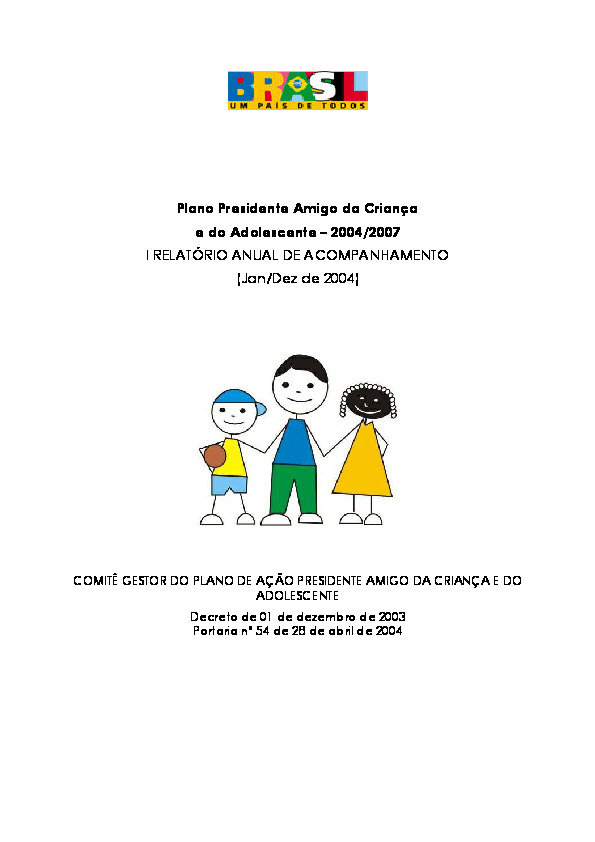 BRASIL
UM PAÍS DE TODOS
Plano Presidente Amigo da Criança
e do Adolescente – 2004/2007
I RELATÓRIO ANUAL DE ACOMPANHAMENTO
(Jan/Dez de 2004)
COMITÊ GESTOR DO PLANO DE AÇÃO PRESIDENTE AMIGO DA CRIANÇA E DO
ADOLESCENTE
Decreto de 01 de dezembro de 2003
Portaria nº 54 de 28 de abril de 2004